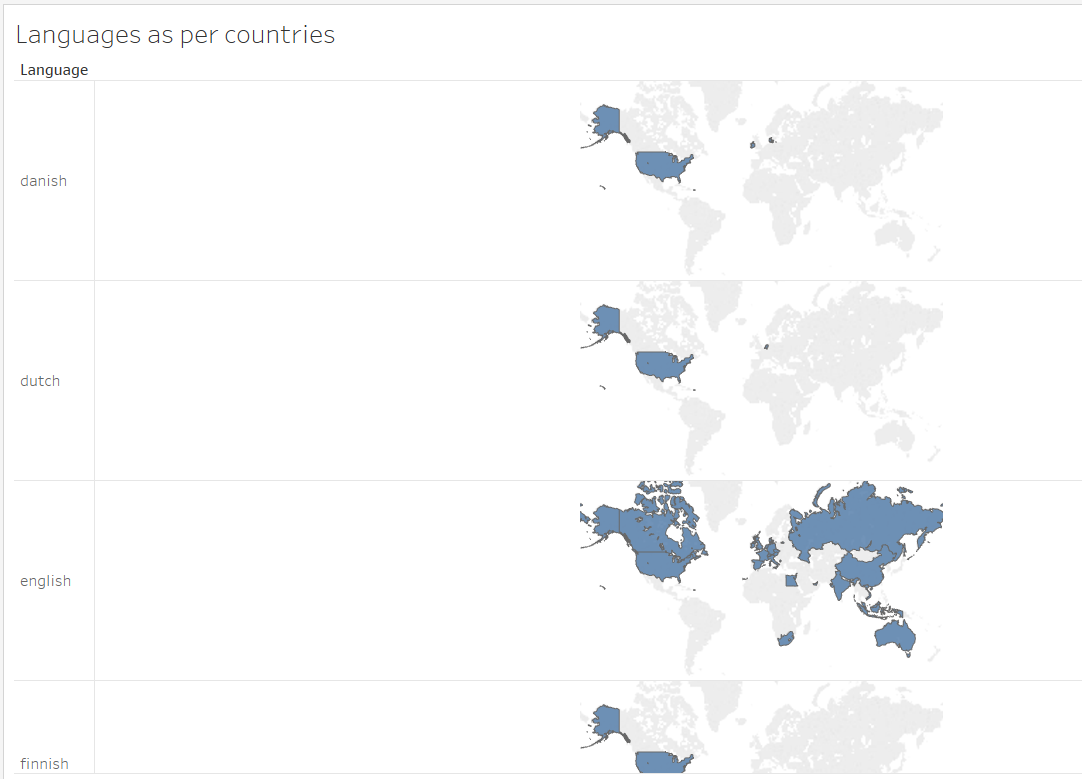 Languages as per countries
Language
danish
dutch
english
finnish